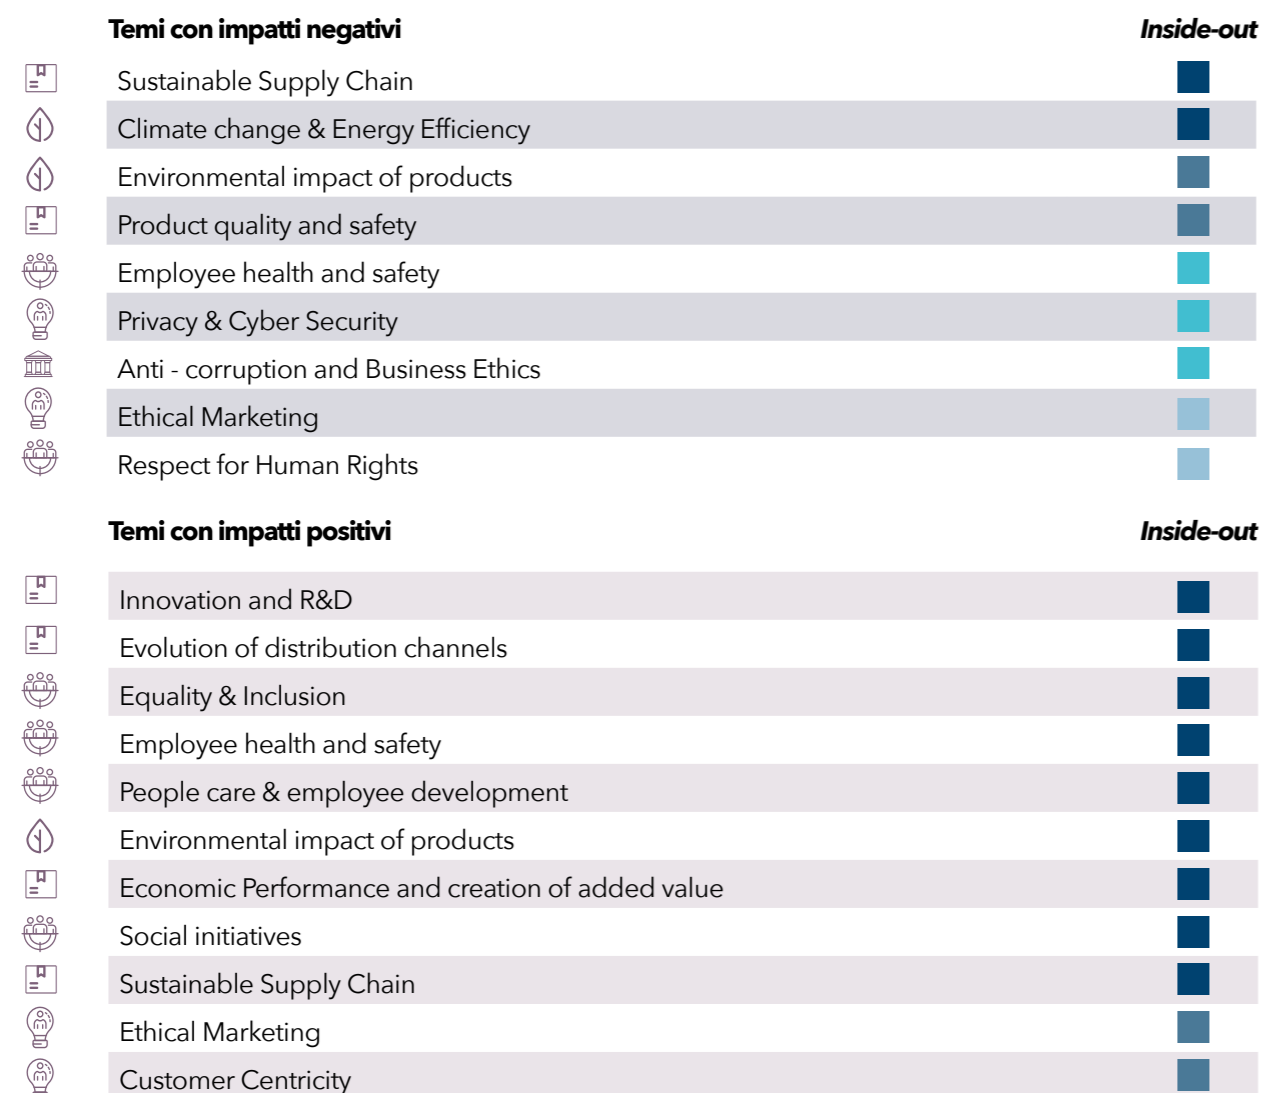 Temi con impatti negativi Inside-out
Sustainable Supply Chain
Climate change & Energy Efficiency
Environmental impact of products
Product quality and safety
Employee health and safety
Privacy & Cyber Security
Anti - corruption and Business Ethics
Ethical Marketing
Respect for Human Rights
Temi con impatti positivi Inside-out
Innovation and R&D
Evolution of distribution channels
Equality & Inclusion
Employee health and safety
People care & employee development
Environmental impact of products
Economic Performance and creation of added value
Social initiatives
Sustainable Supply Chain
Ethical Marketing
Customer Centricity